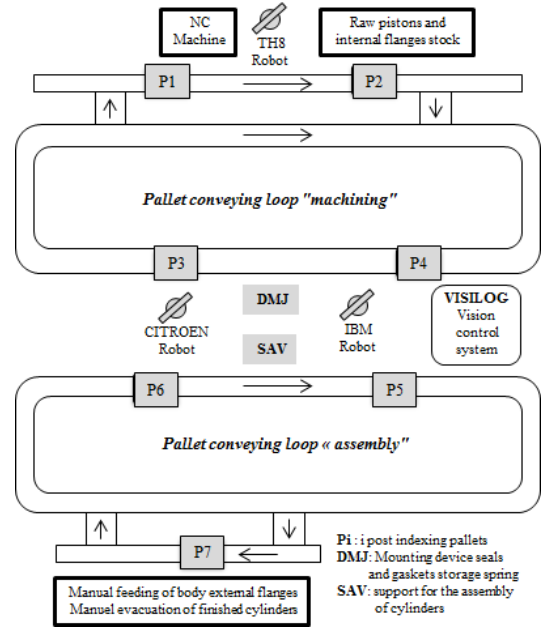 NC
Machine
TH8
Robot
Raw pistons and
internal flanges stock
P1
P2
Pallet conveying loop "machining"
P3
P4
DMJ
CITROEN
Robot
IBM
Robot
VISILOG
Vision
control
system
SAV
P6
P5
Pallet conveying loop « assembly"
P7
Pi : i post indexing pallets
DMJ: Mounting device seals
and gaskets storage spring
SAV: support for the assembly
of cylinders
Manual feeding of body external flanges
Manuel evacuation of finished cylinders